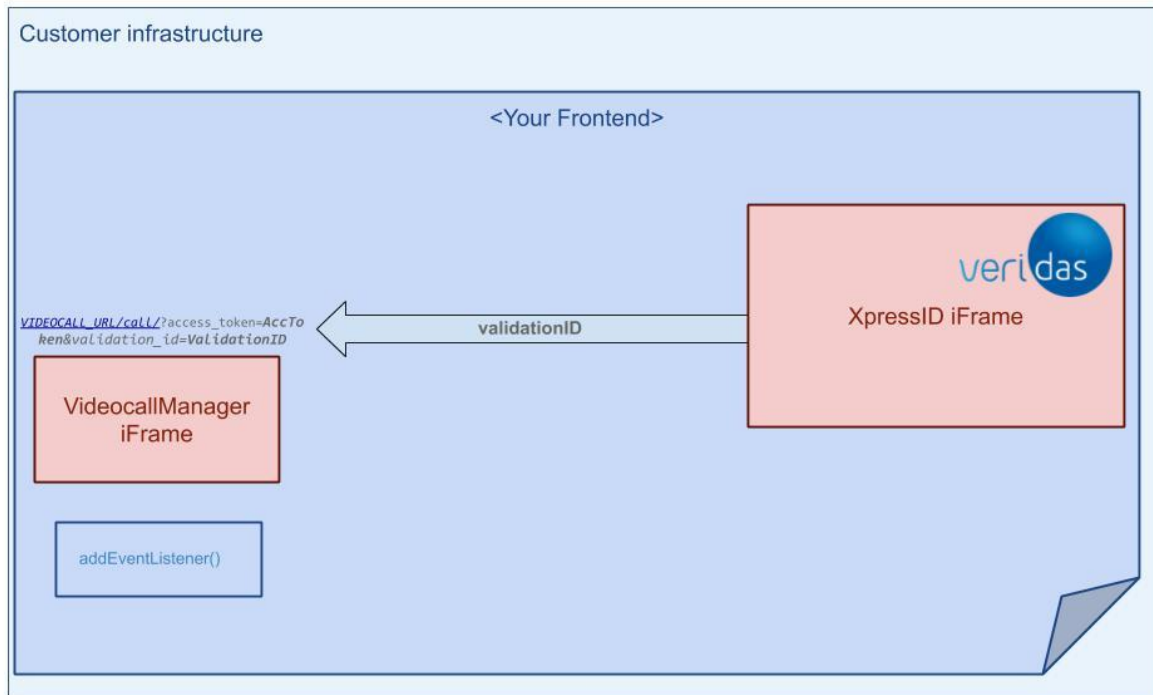 Customer infrastructure
<Your Frontend>
veridas
XpressID iFrame
VIDEOCALL_URL/call/?access_token=AccTo
ken&validation_id=ValidationID
validationID
VideocallManager
iFrame
addEventListener()